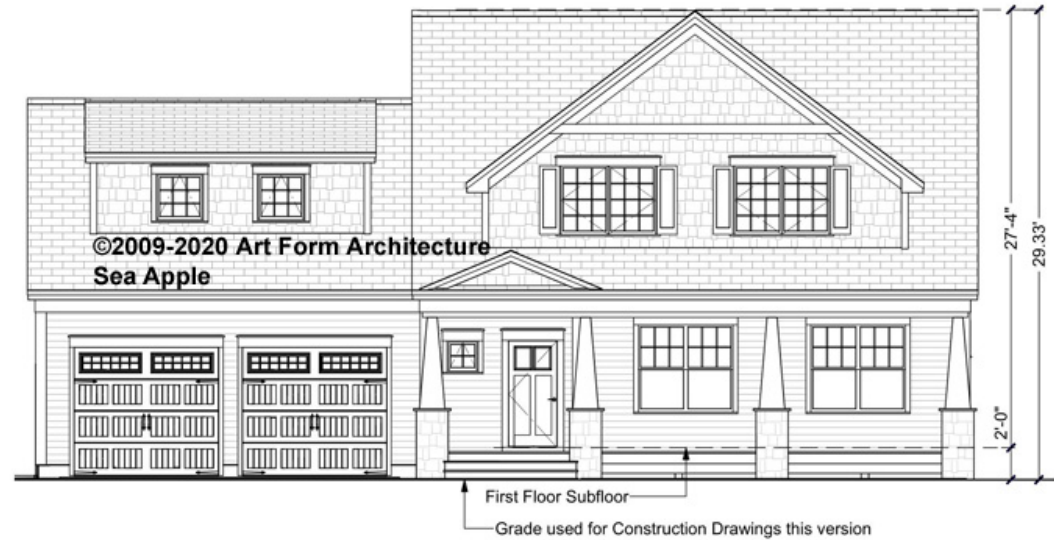 ©2009-2020 Art Form Architecture
Sea Apple
27'-4"
29.33'
2'-0"
First Floor Subfloor
Grade used for Construction Drawings this version